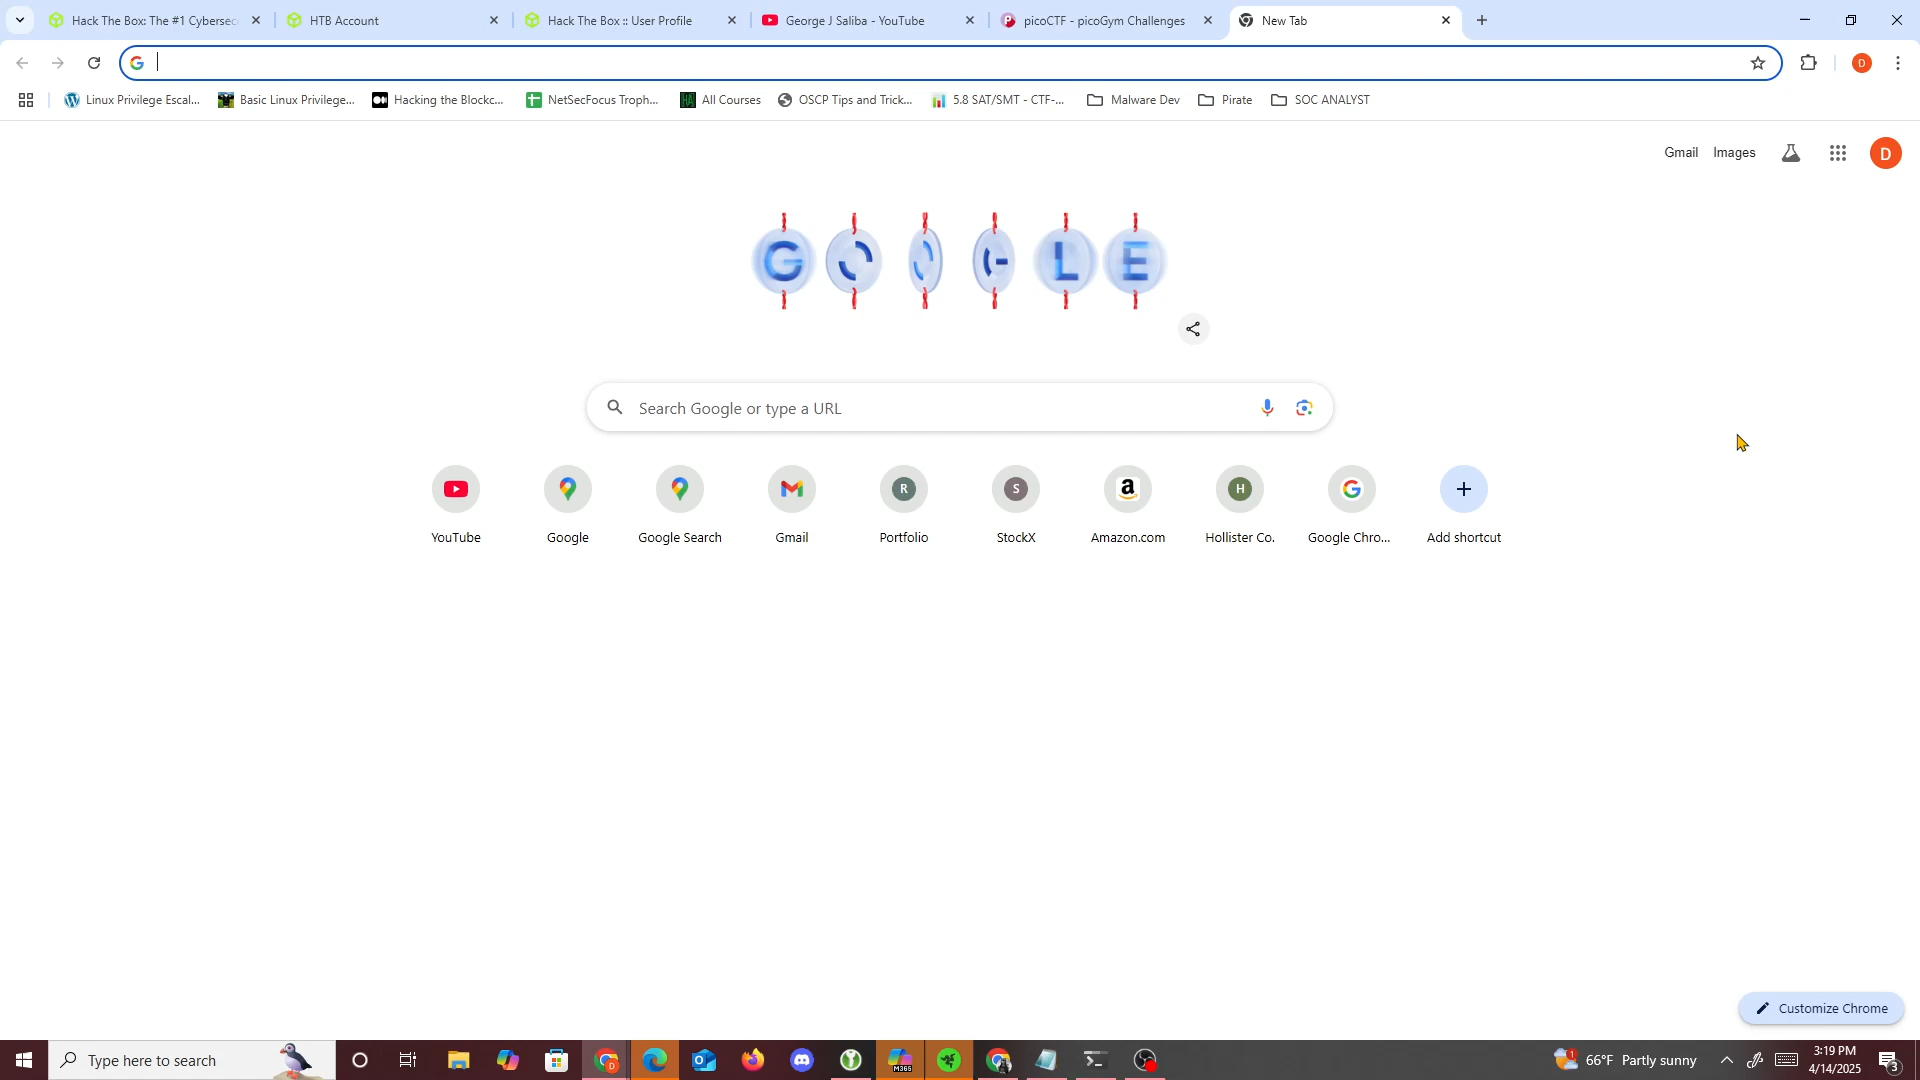 Hack The Box: The #1 Cybersec
HTB Account
Hack The Box :: User Profile
George J Saliba - YouTube
picoCTF - picoGym Challenges
New Tab
Linux Privilege Escal...
Basic Linux Privilege...
Hacking the Blockc...
NetSecFocus Troph...
All Courses
OSCP Tips and Trick...
5.8 SAT/SMT - CTF-...
Malware Dev
Pirate
SOC ANALYST
Gmail
Images
D
D
G
L
E
Search Google or type a URL
R
S
a
H
YouTube
Google
Google Search
Gmail
Portfolio
StockX
Amazon.com
Hollister Co.
Google Chro...
Add shortcut
Customize Chrome
Type here to search
D
M365
1
66°F Partly sunny
3:19 PM
4/14/2025
3